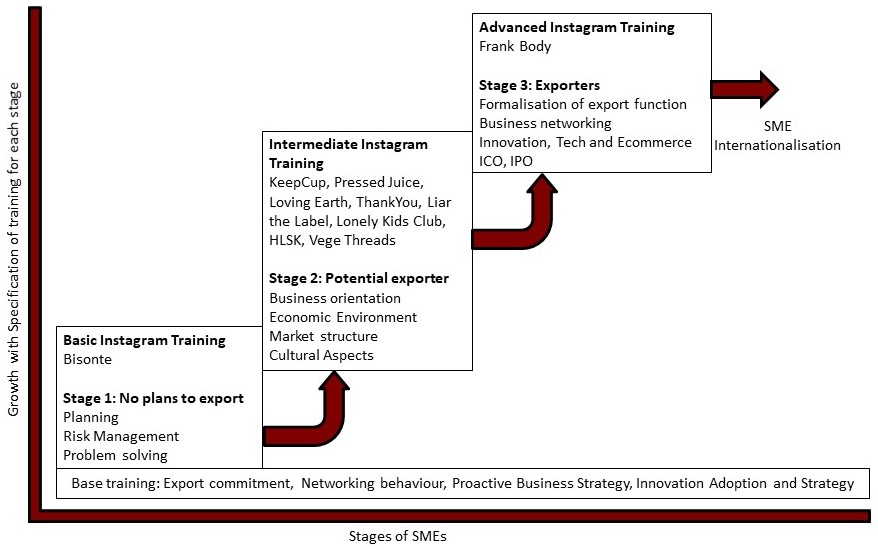 Growth with Specification of training for each stage
Advanced Instagram Training
Frank Body
Stage 3: Exporters
Formalisation of export function
Business networking
Innovation, Tech and Ecommerce
ICO, IPO
SME
Internationalisation
Intermediate Instagram
Training
KeepCup, Pressed Juice,
Loving Earth, ThankYou, Liar
the Label, Lonely Kids Club,
HLSK, Vege Threads
Stage 2: Potential exporter
Business orientation
Economic Environment
Market structure
Cultural Aspects
Basic Instagram Training
Bisonte
Stage 1: No plans to export
Planning
Risk Management
Problem solving
Base training: Export commitment, Networking behaviour, Proactive Business Strategy, Innovation Adoption and Strategy
Stages of SMEs